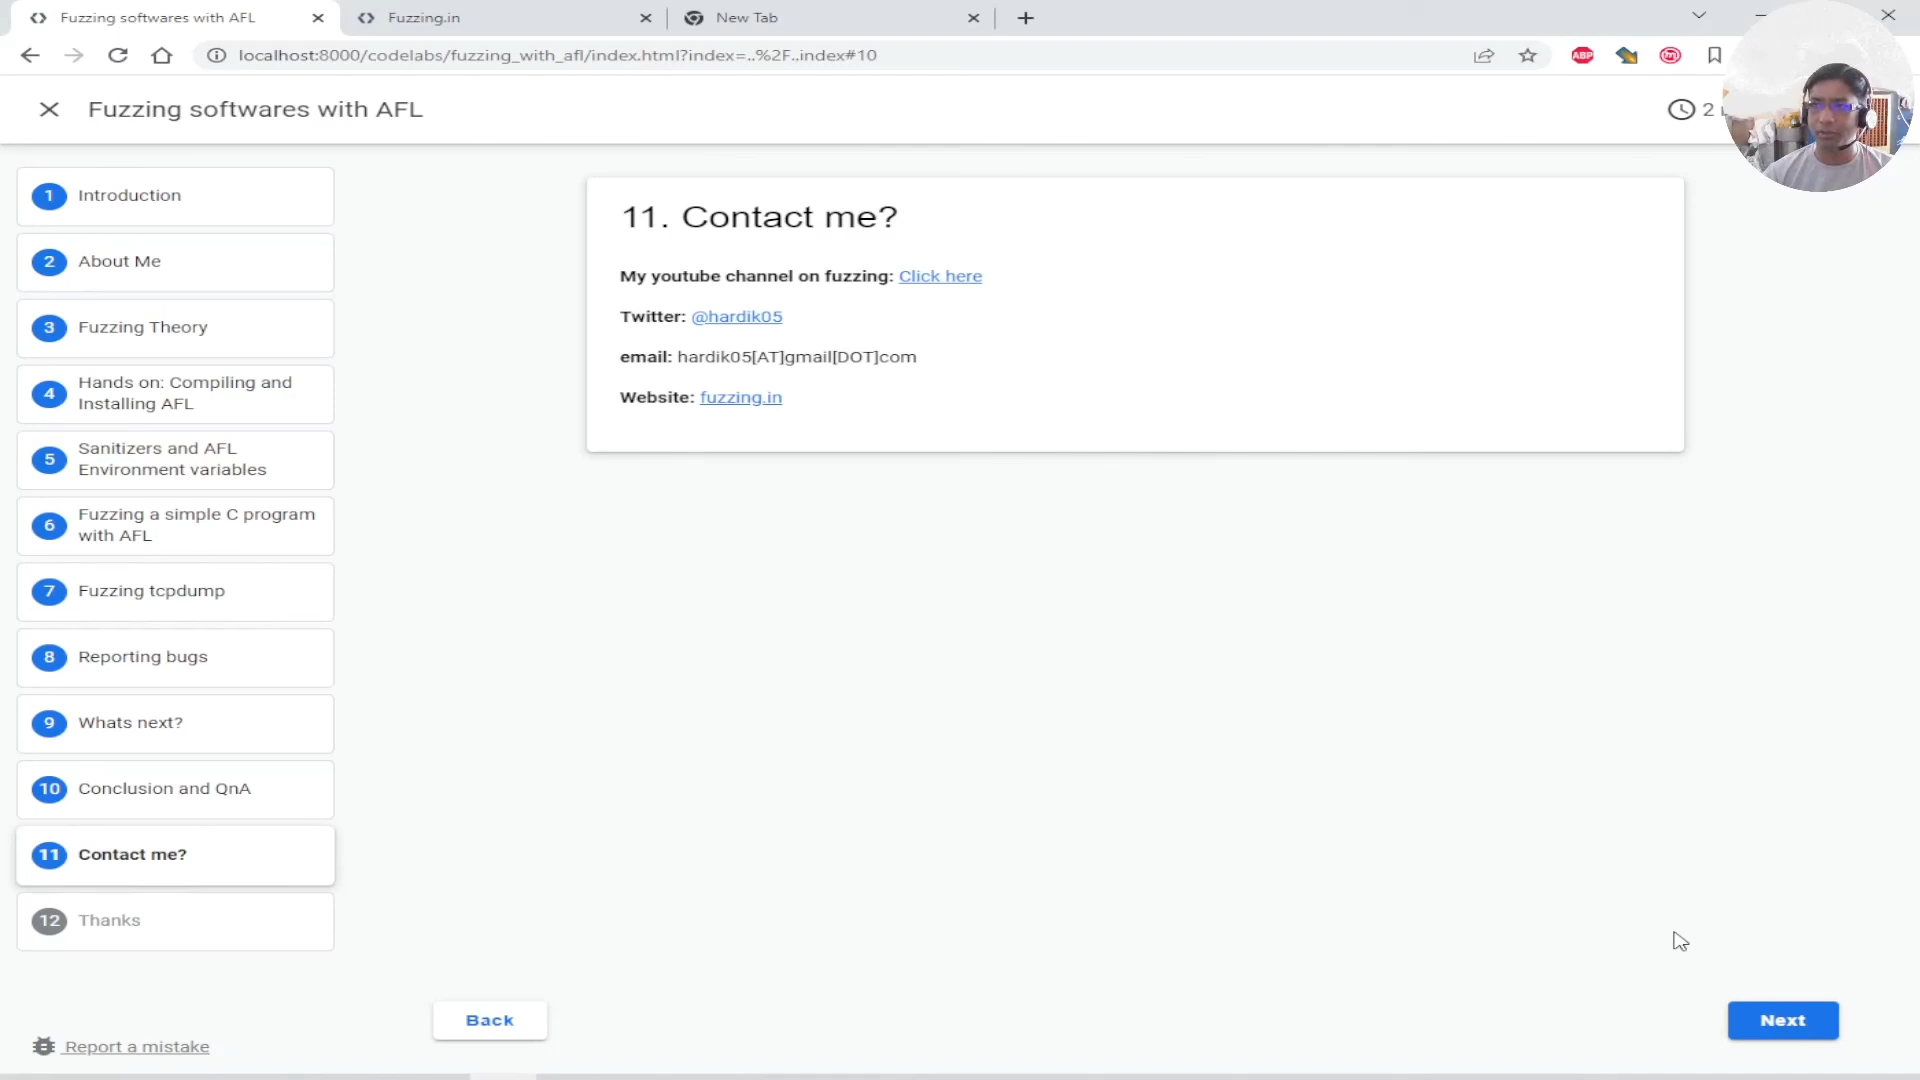 Fuzzing softwares with AFL
Fuzzing.in
New Tab
localhost:8000/codelabs/fuzzing_with_afl/index.html?index=..%2F..index#10
ABP
Fuzzing softwares with AFL
2
1 Introduction
2 About Me
3 Fuzzing Theory
4 Hands on: Compiling and
Installing AFL
5 Sanitizers and AFL
Environment variables
6 Fuzzing a simple C program
with AFL
7 Fuzzing tcpdump
8 Reporting bugs
9 Whats next?
10 Conclusion and QnA
11 Contact me?
12 Thanks
Report a mistake
11. Contact me?
My youtube channel on fuzzing: Click here
Twitter: @hardik05
email: hardik05[AT]gmail[DOT]com
Website: fuzzing.in
Back
Next